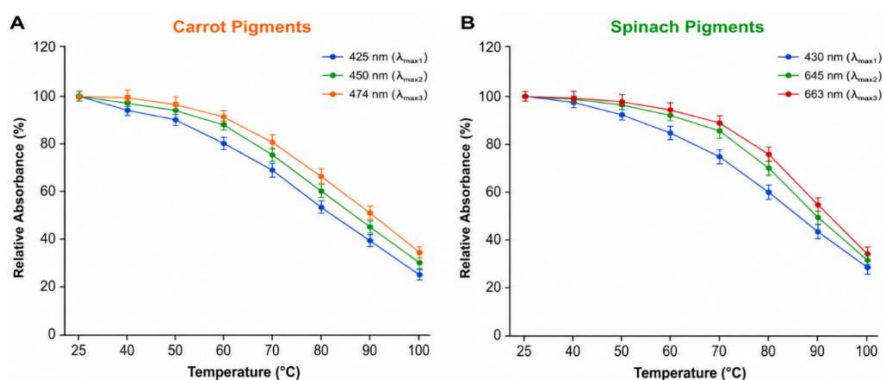 A
Carrot Pigments
425 nm (λmax1)
450 nm (λmax2)
474 nm (λmax3)
Relative Absorbance (%)
120
100
80
60
40
20
0
25 40 50 60 70 80 90 100
Temperature (°C)
B
Spinach Pigments
430 nm (λmax1)
645 nm (λmax2)
663 nm (λmax3)
Relative Absorbance (%)
120
100
80
60
40
20
0
25 40 50 60 70 80 90 100
Temperature (°C)